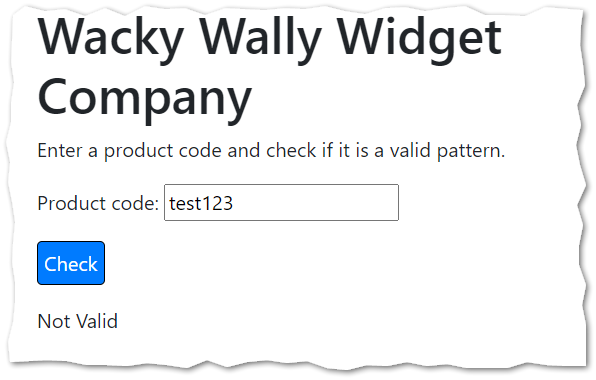 Wacky Wally Widget
Company
Enter a product code and check if it is a valid pattern.
Product code: test123
Check
Not Valid